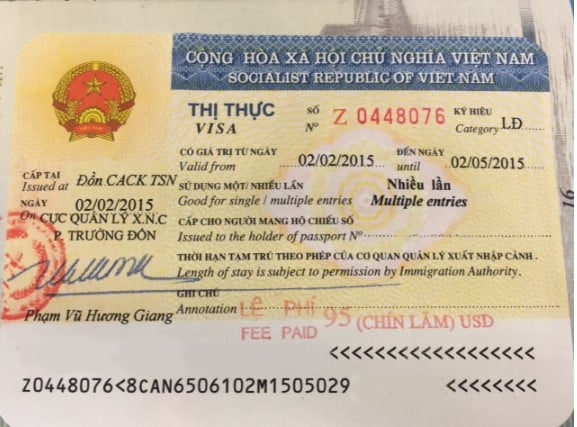 CỘNG HÒA XÃ HỘI CHỦ NGHĨA VIỆT NAM
SOCIALIST REPUBLIC OF VIET-NAM
THỊ THỰC
VISA
SỐ
Nº
Z 0448076
KÝ HIỆU
Category LĐ
CÓ GIÁ TRỊ TỪ NGÀY
Valid from 02/02/2015
ĐẾN NGÀY
until 02/05/2015
CẤP TẠI
Issued at Đồn CACK.TSN
SỬ DỤNG MỘT/ NHIỀU LẦN
Good for single / multiple entries
Nhiều lần
Multiple entries
NGÀY 02/02/2015
On CỤC QUẢN LÝ X.N.C
P. TRƯỞNG ĐỒN
CẤP CHO NGƯỜI MANG HỘ CHIẾU SỐ
Issued to the holder of passport Nº
THỜI HẠN TẠM TRÚ THEO PHÉP CỦA CƠ QUAN QUẢN LÝ XUẤT NHẬP CẢNH.
Length of stay is subject to permission by Immigration Authority.
GHI CHÚ
Annotation
LỆ PHÍ
FEE PAID
95 (CHÍN LĂM) USD
Phạm Vũ Hương Giang
<<<<<<<<<<<<<<<<<<
Z0448076<8CAN6506102M1505029 <<<<<<<<
16